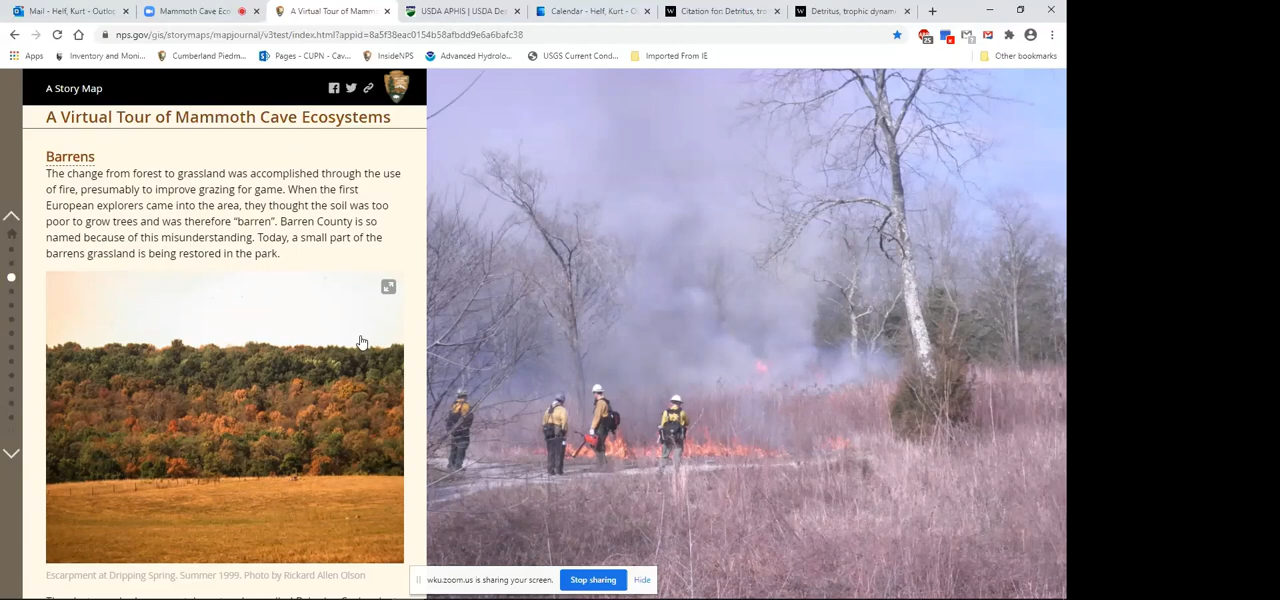 Mail - Helf, Kurt - Outloo
Mammoth Cave Eco
A Virtual Tour of Mamm
USDA APHIS | USDA De
Calendar - Helf, Kurt - O
Citation for: Detritus, tro
Detritus, trophic dynam
nps.gov/gis/storymaps/mapjournal/v3test/index.html?appid=8a5f38eac0154b58afbdd9e6a6bafc38
Apps
Inventory and Moni...
Cumberland Piedm...
Pages - CUPN - Cav...
InsideNPS
Advanced Hydrolo...
USGS Current Cond...
Imported From IE
Other bookmarks
A Story Map
A Virtual Tour of Mammoth Cave Ecosystems
Barrens
The change from forest to grassland was accomplished through the use
of fire, presumably to improve grazing for game. When the first
European explorers came into the area, they thought the soil was too
poor to grow trees and was therefore “barren”. Barren County is so
named because of this misunderstanding. Today, a small part of the
barrens grassland is being restored in the park.
Escarpment at Dripping Spring. Summer 1999. Photo by Rickard Allen Olson
wku.zoom.us is sharing your screen.
Stop sharing
Hide